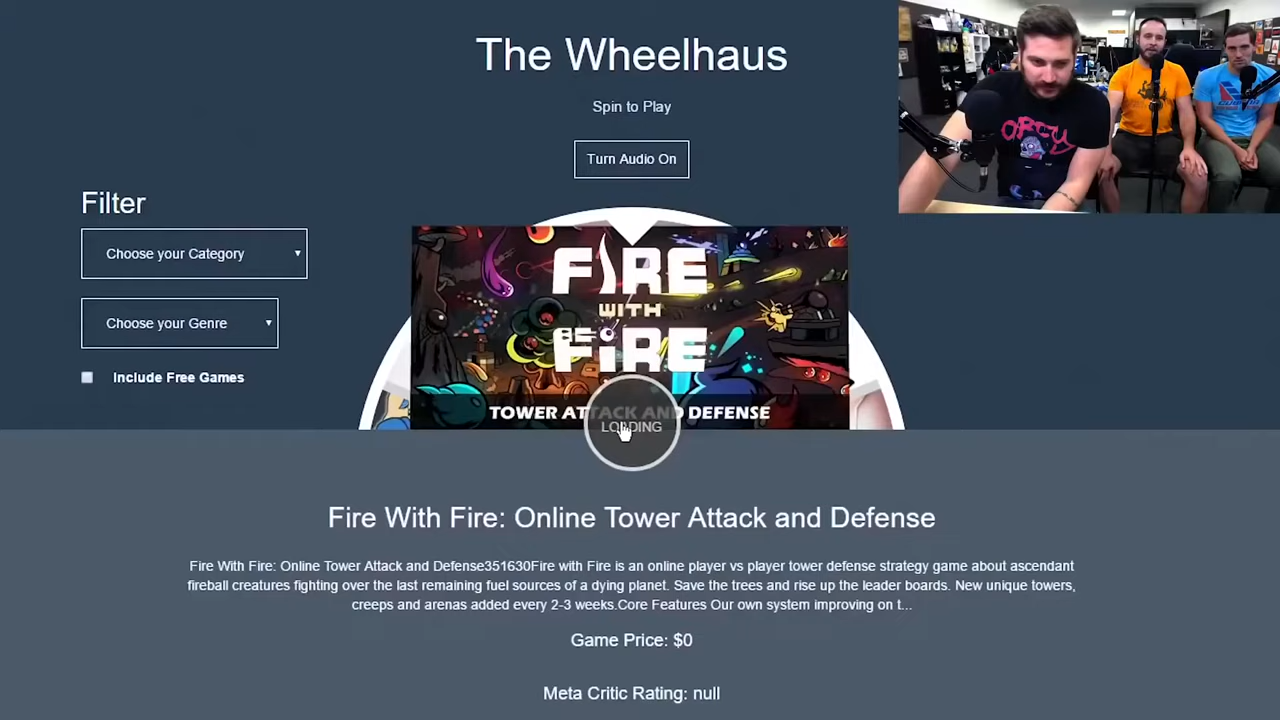 The Wheelhaus
Spin to Play
Turn Audio On
Filter
Choose your Category
Choose your Genre
Include Free Games
FIRE
WITH
FIRE
TOWER ATTACK AND DEFENSE
LOADING
Fire With Fire: Online Tower Attack and Defense
Fire With Fire: Online Tower Attack and Defense351630Fire with Fire is an online player vs player tower defense strategy game about ascendant
fireball creatures fighting over the last remaining fuel sources of a dying planet. Save the trees and rise up the leader boards. New unique towers,
creeps and arenas added every 2-3 weeks.Core Features Our own system improving on t...
Game Price: $0
Meta Critic Rating: null